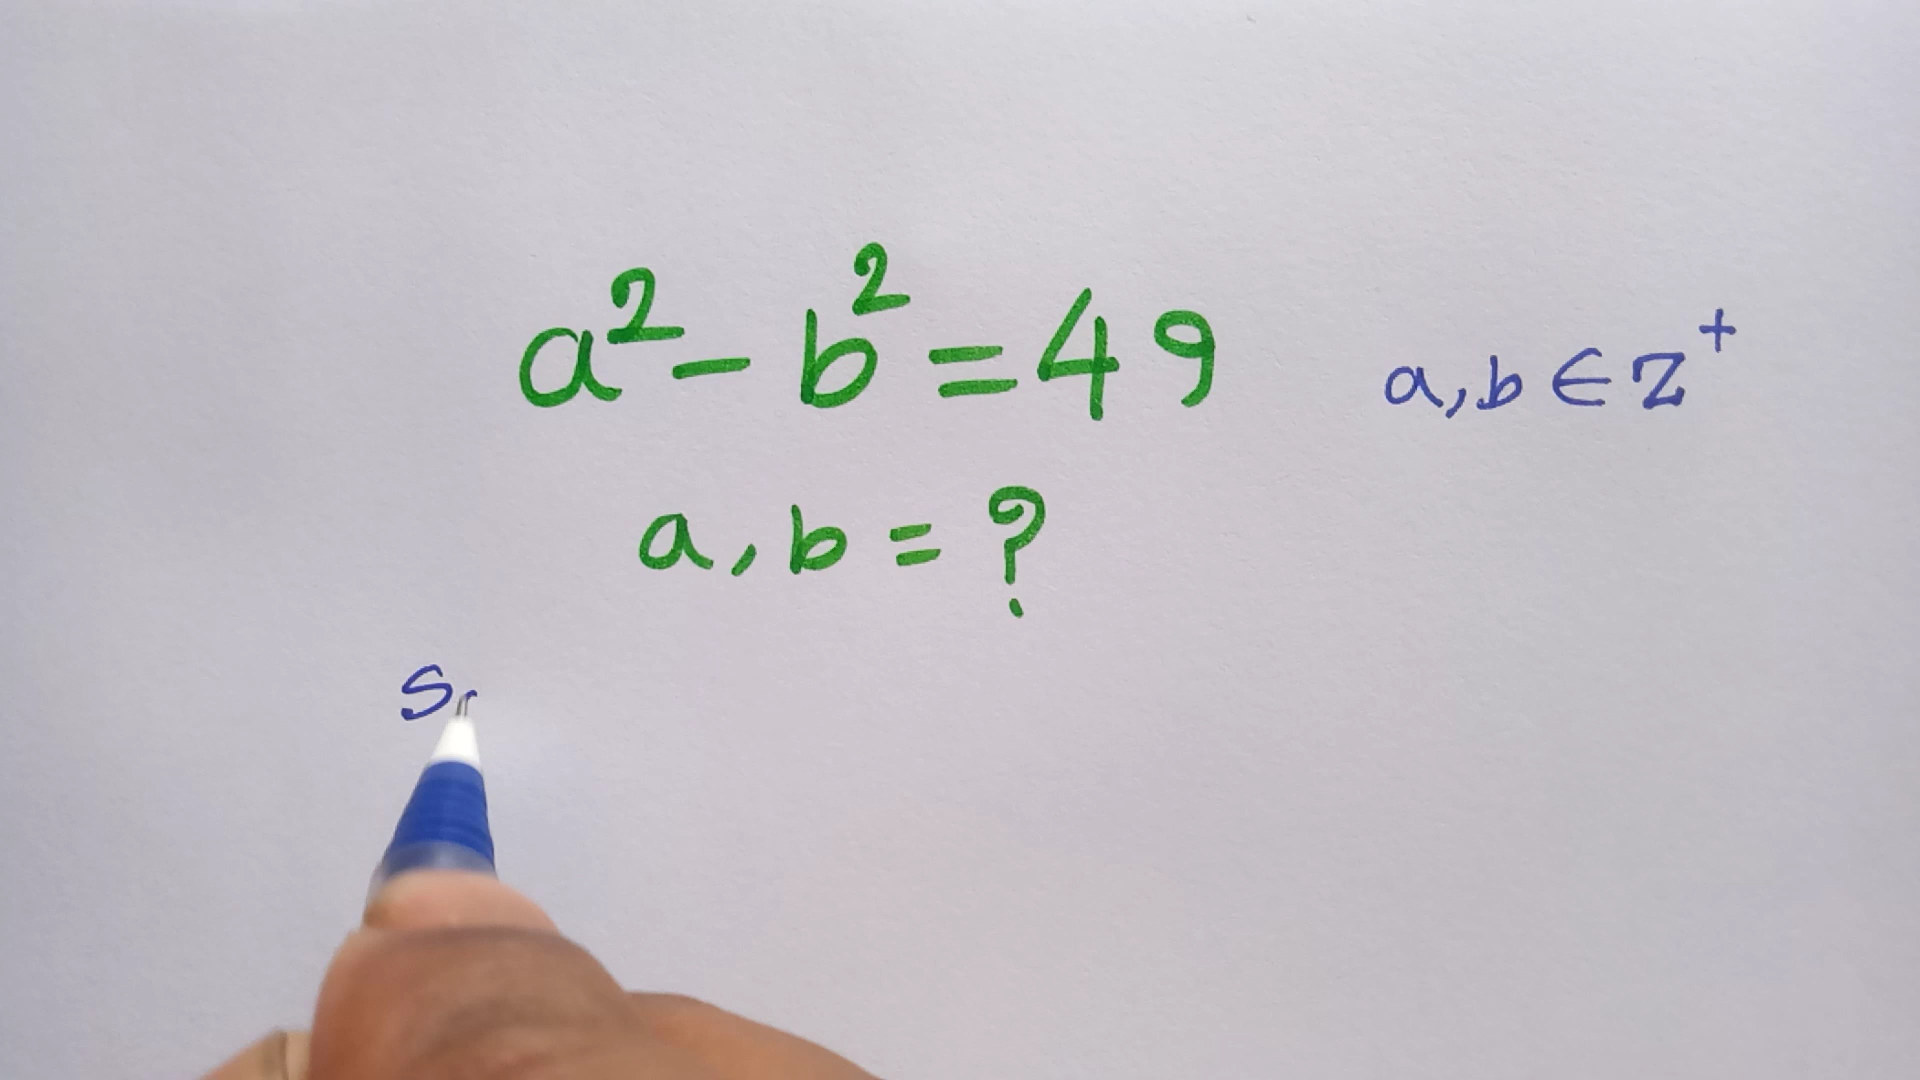 a² - b² = 49 a, b ∈ Z⁺
a, b = ?
S